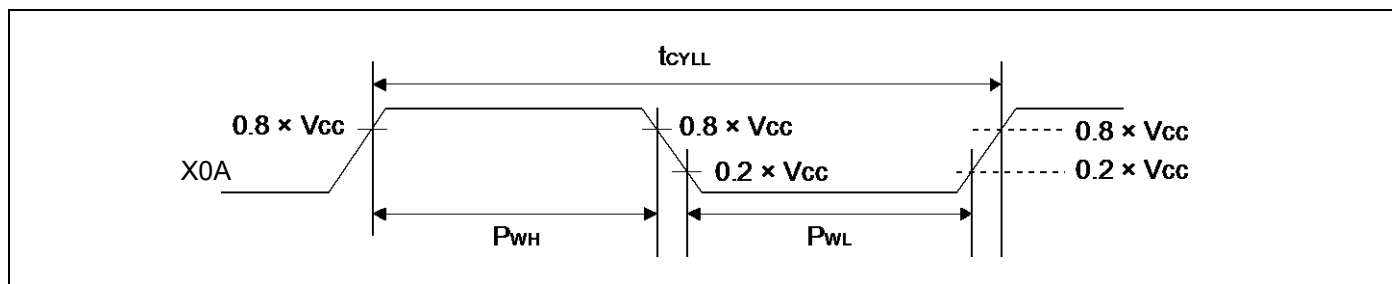 tCYLL
0.8 × Vcc
0.8 × Vcc
0.8 × Vcc
X0A
0.2 × Vcc
0.2 × Vcc
PWH
PWL